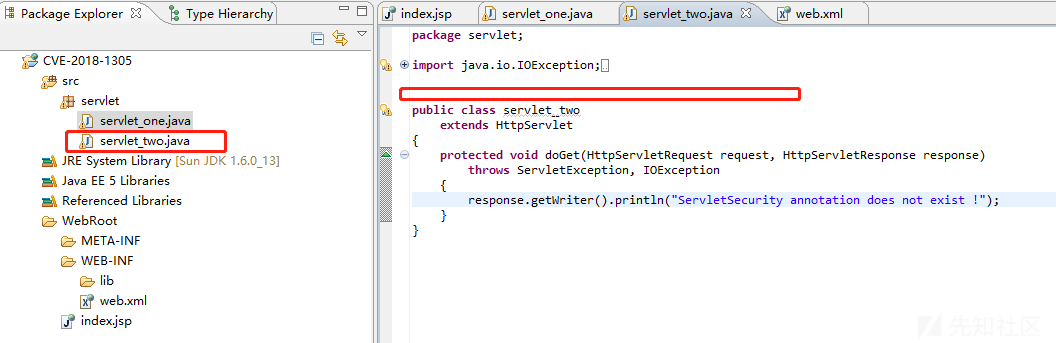 Package Explorer
Type Hierarchy
CVE-2018-1305
src
servlet
servlet_one.java
servlet_two.java
JRE System Library [Sun JDK 1.6.0_13]
Java EE 5 Libraries
Referenced Libraries
WebRoot
META-INF
WEB-INF
lib
web.xml
index.jsp
index.jsp
servlet_one.java
servlet_two.java
web.xml
package servlet;
import java.io.IOException;
public class servlet_two
extends HttpServlet
{
protected void doGet(HttpServletRequest request, HttpServletResponse response)
throws ServletException, IOException
{
response.getWriter().println("ServletSecurity annotation does not exist !");
}
}
先知社区